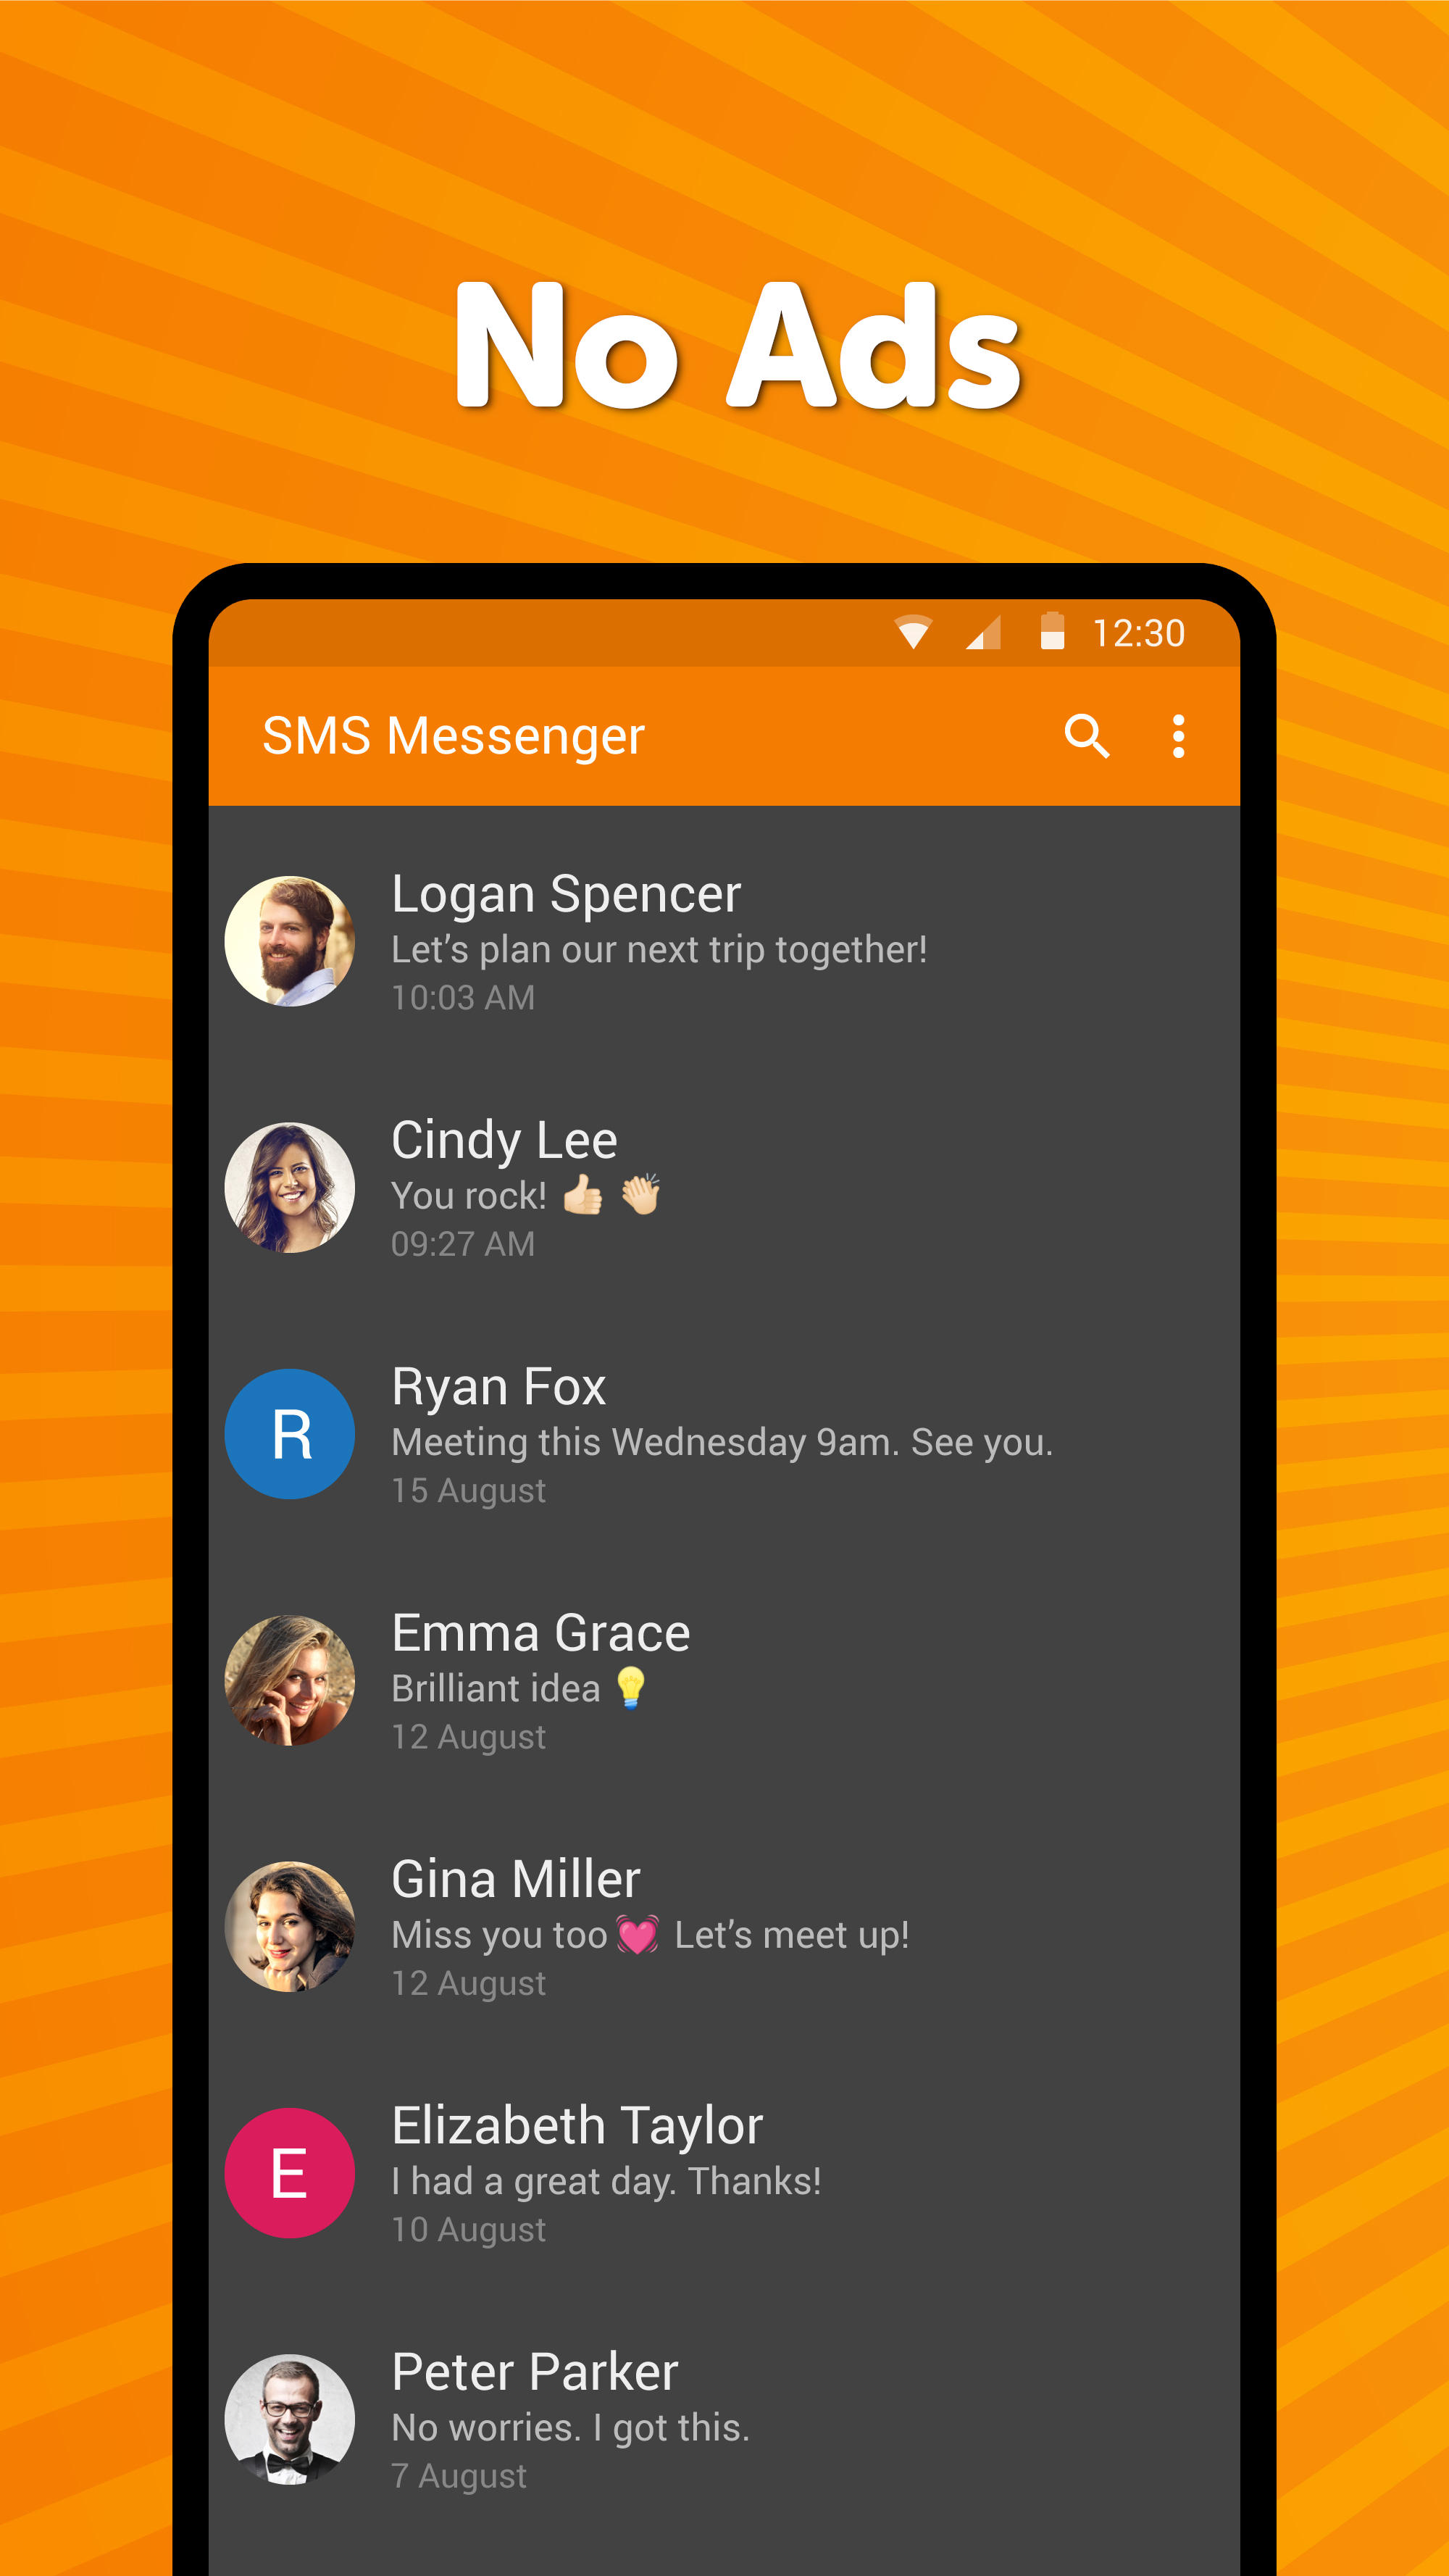 No Ads
12:30
SMS Messenger
Logan Spencer
Let's plan our next trip together!
10:03 AM
Cindy Lee
You rock! 👍🏻 👏🏻
09:27 AM
R
Ryan Fox
Meeting this Wednesday 9am. See you.
15 August
Emma Grace
Brilliant idea 💡
12 August
Gina Miller
Miss you too 💓 Let's meet up!
12 August
E
Elizabeth Taylor
I had a great day. Thanks!
10 August
Peter Parker
No worries. I got this.
7 August